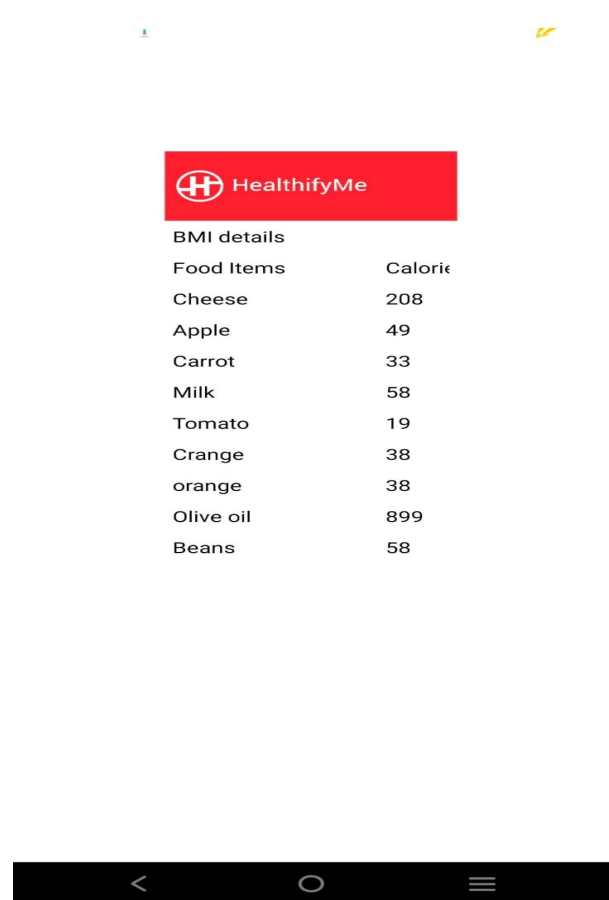 HealthifyMe
BMI details
Food Items Calorie
Cheese 208
Apple 49
Carrot 33
Milk 58
Tomato 19
Crange 38
orange 38
Olive oil 899
Beans 58